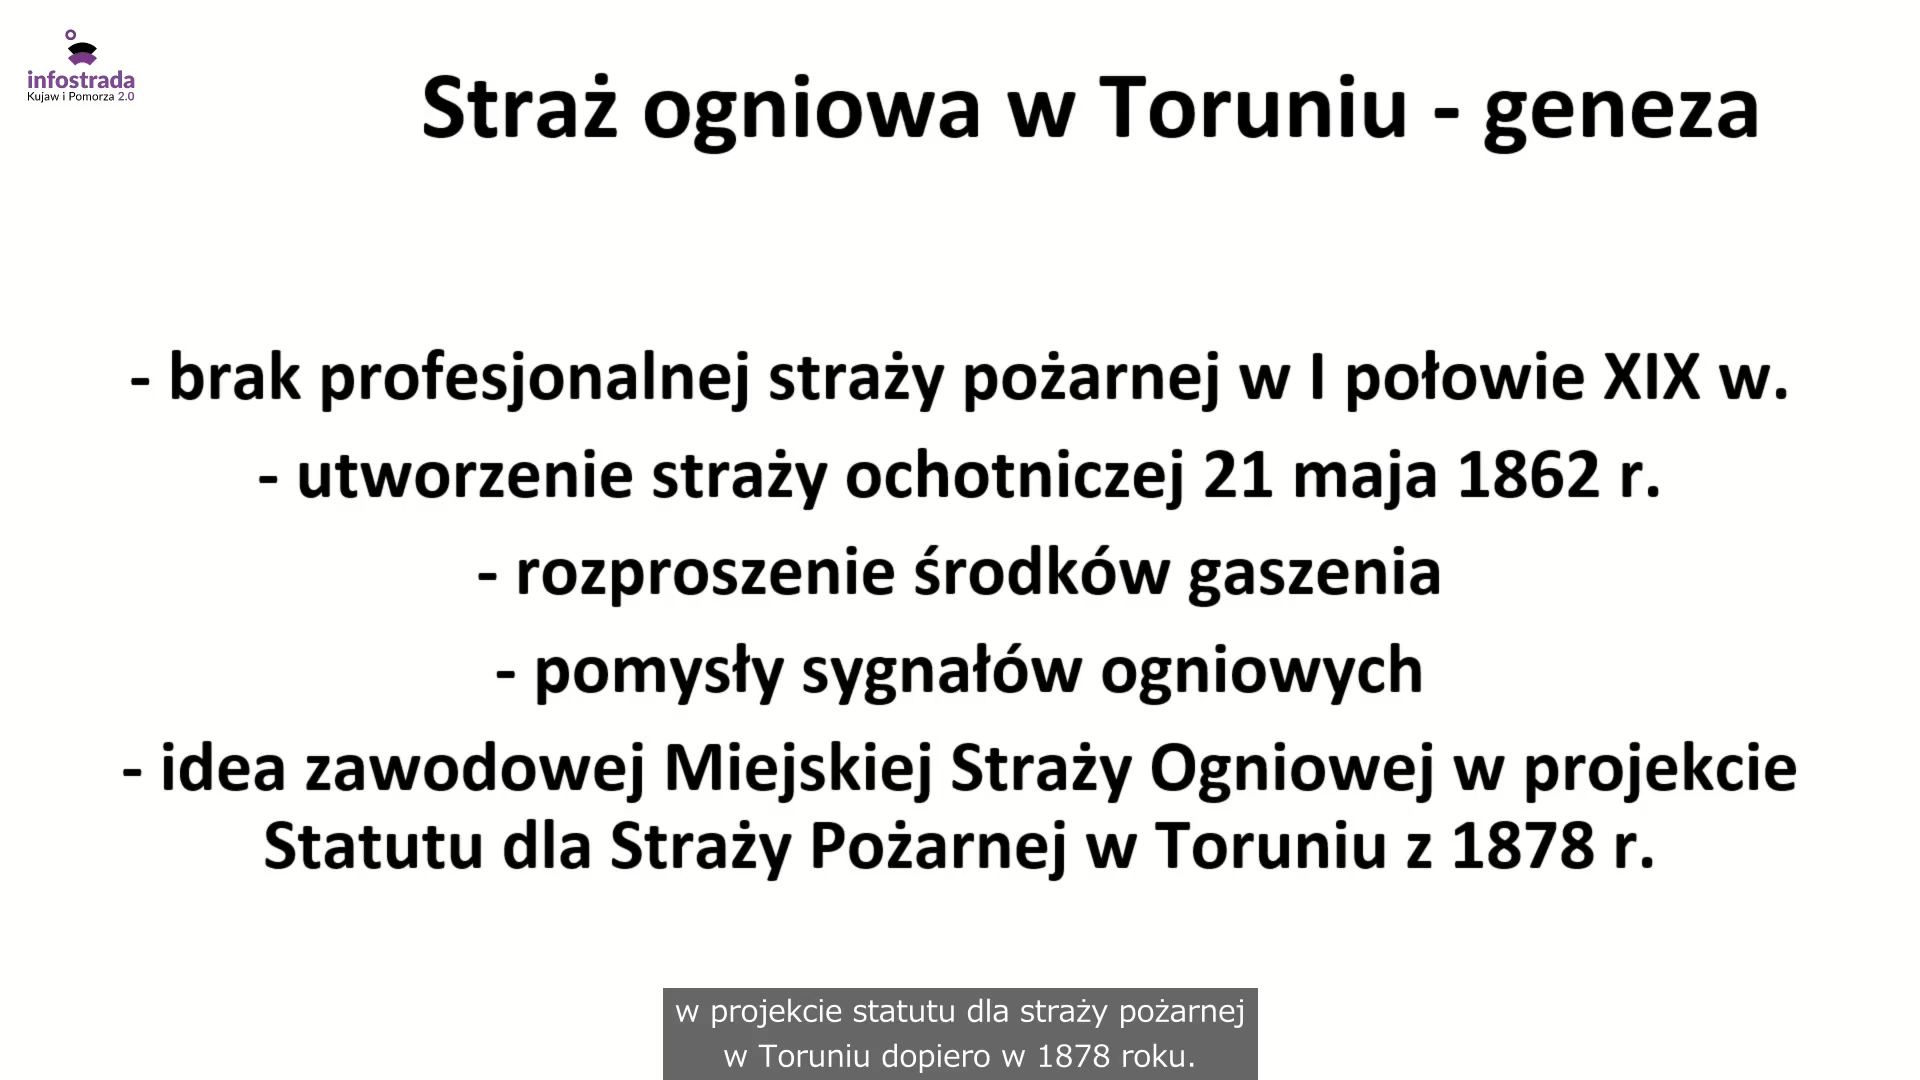 infostrada
Kujaw i Pomorza 2.0
Straż ogniowa w Toruniu - geneza
- brak profesjonalnej straży pożarnej w I połowie XIX w.
- utworzenie straży ochotniczej 21 maja 1862 r.
- rozproszenie środków gaszenia
- pomysły sygnałów ogniowych
- idea zawodowej Miejskiej Straży Ogniowej w projekcie
Statutu dla Straży Pożarnej w Toruniu z 1878 r.
w projekcie statutu dla straży pożarnej
w Toruniu dopiero w 1878 roku.